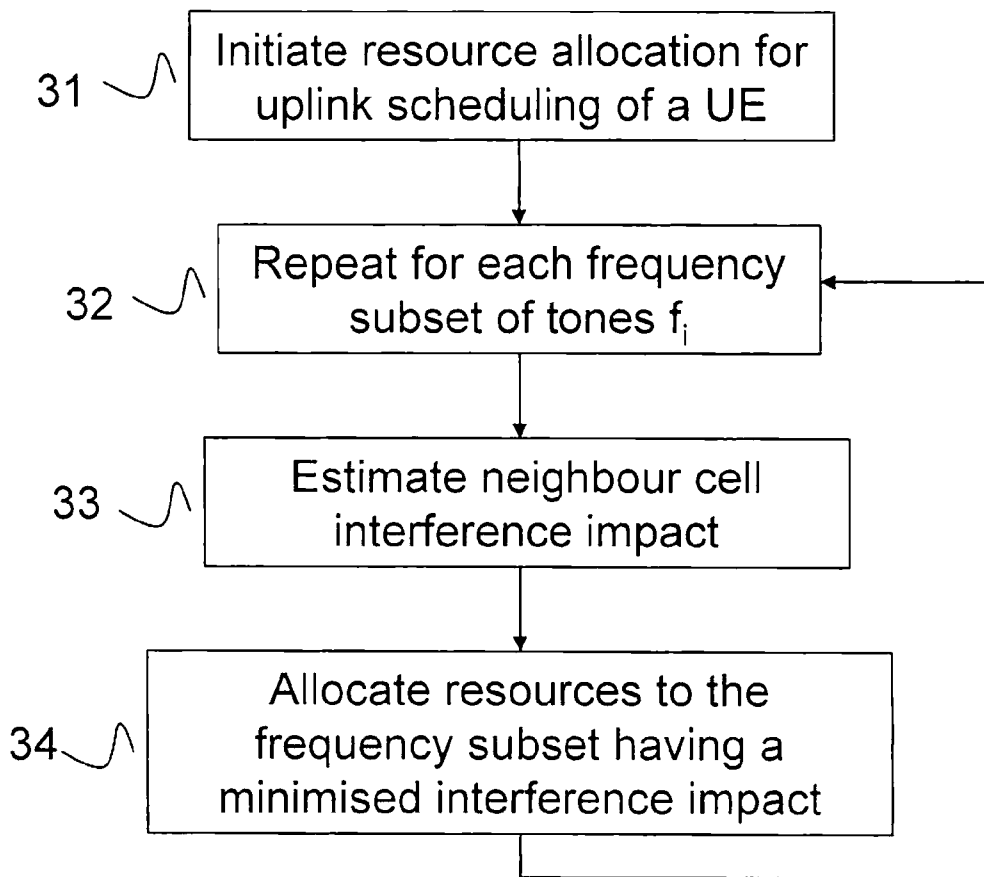 31
Initiate resource allocation for
uplink scheduling of a UE
32
Repeat for each frequency
subset of tones fi
33
Estimate neighbour cell
interference impact
34
Allocate resources to the
frequency subset having a
minimised interference impact